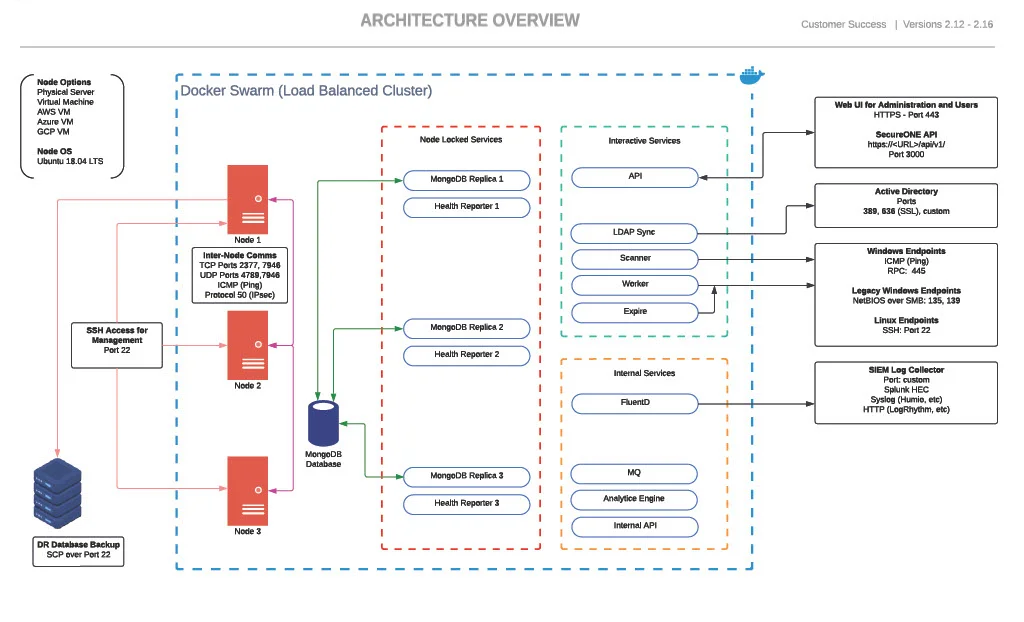 ARCHITECTURE OVERVIEW
Customer Success | Versions 2.12 - 2.16
Node Options
Physical Server
Virtual Machine
AWS VM
Azure VM
GCP VM
Node OS
Ubuntu 18.04 LTS
Docker Swarm (Load Balanced Cluster)
Node 1
Inter-Node Comms
TCP Ports 2377, 7946
UDP Ports 4789,7946
ICMP (Ping)
Protocol 50 (IPsec)
SSH Access for
Management
Port 22
Node 2
Node 3
DR Database Backup
SCP over Port 22
MongoDB
Database
Node Locked Services
MongoDB Replica 1
Health Reporter 1
MongoDB Replica 2
Health Reporter 2
MongoDB Replica 3
Health Reporter 3
Interactive Services
API
LDAP Sync
Scanner
Worker
Expire
Internal Services
FluentD
MQ
Analytice Engine
Internal API
Web UI for Administration and Users
HTTPS - Port 443
SecureONE API
https://<URL>/api/v1/
Port 3000
Active Directory
Ports
389, 636 (SSL), custom
Windows Endpoints
ICMP (Ping)
RPC: 445
Legacy Windows Endpoints
NetBIOS over SMB: 135, 139
Linux Endpoints
SSH: Port 22
SIEM Log Collector
Port: custom
Splunk HEC
Syslog (Humio, etc)
HTTP (LogRhythm, etc)